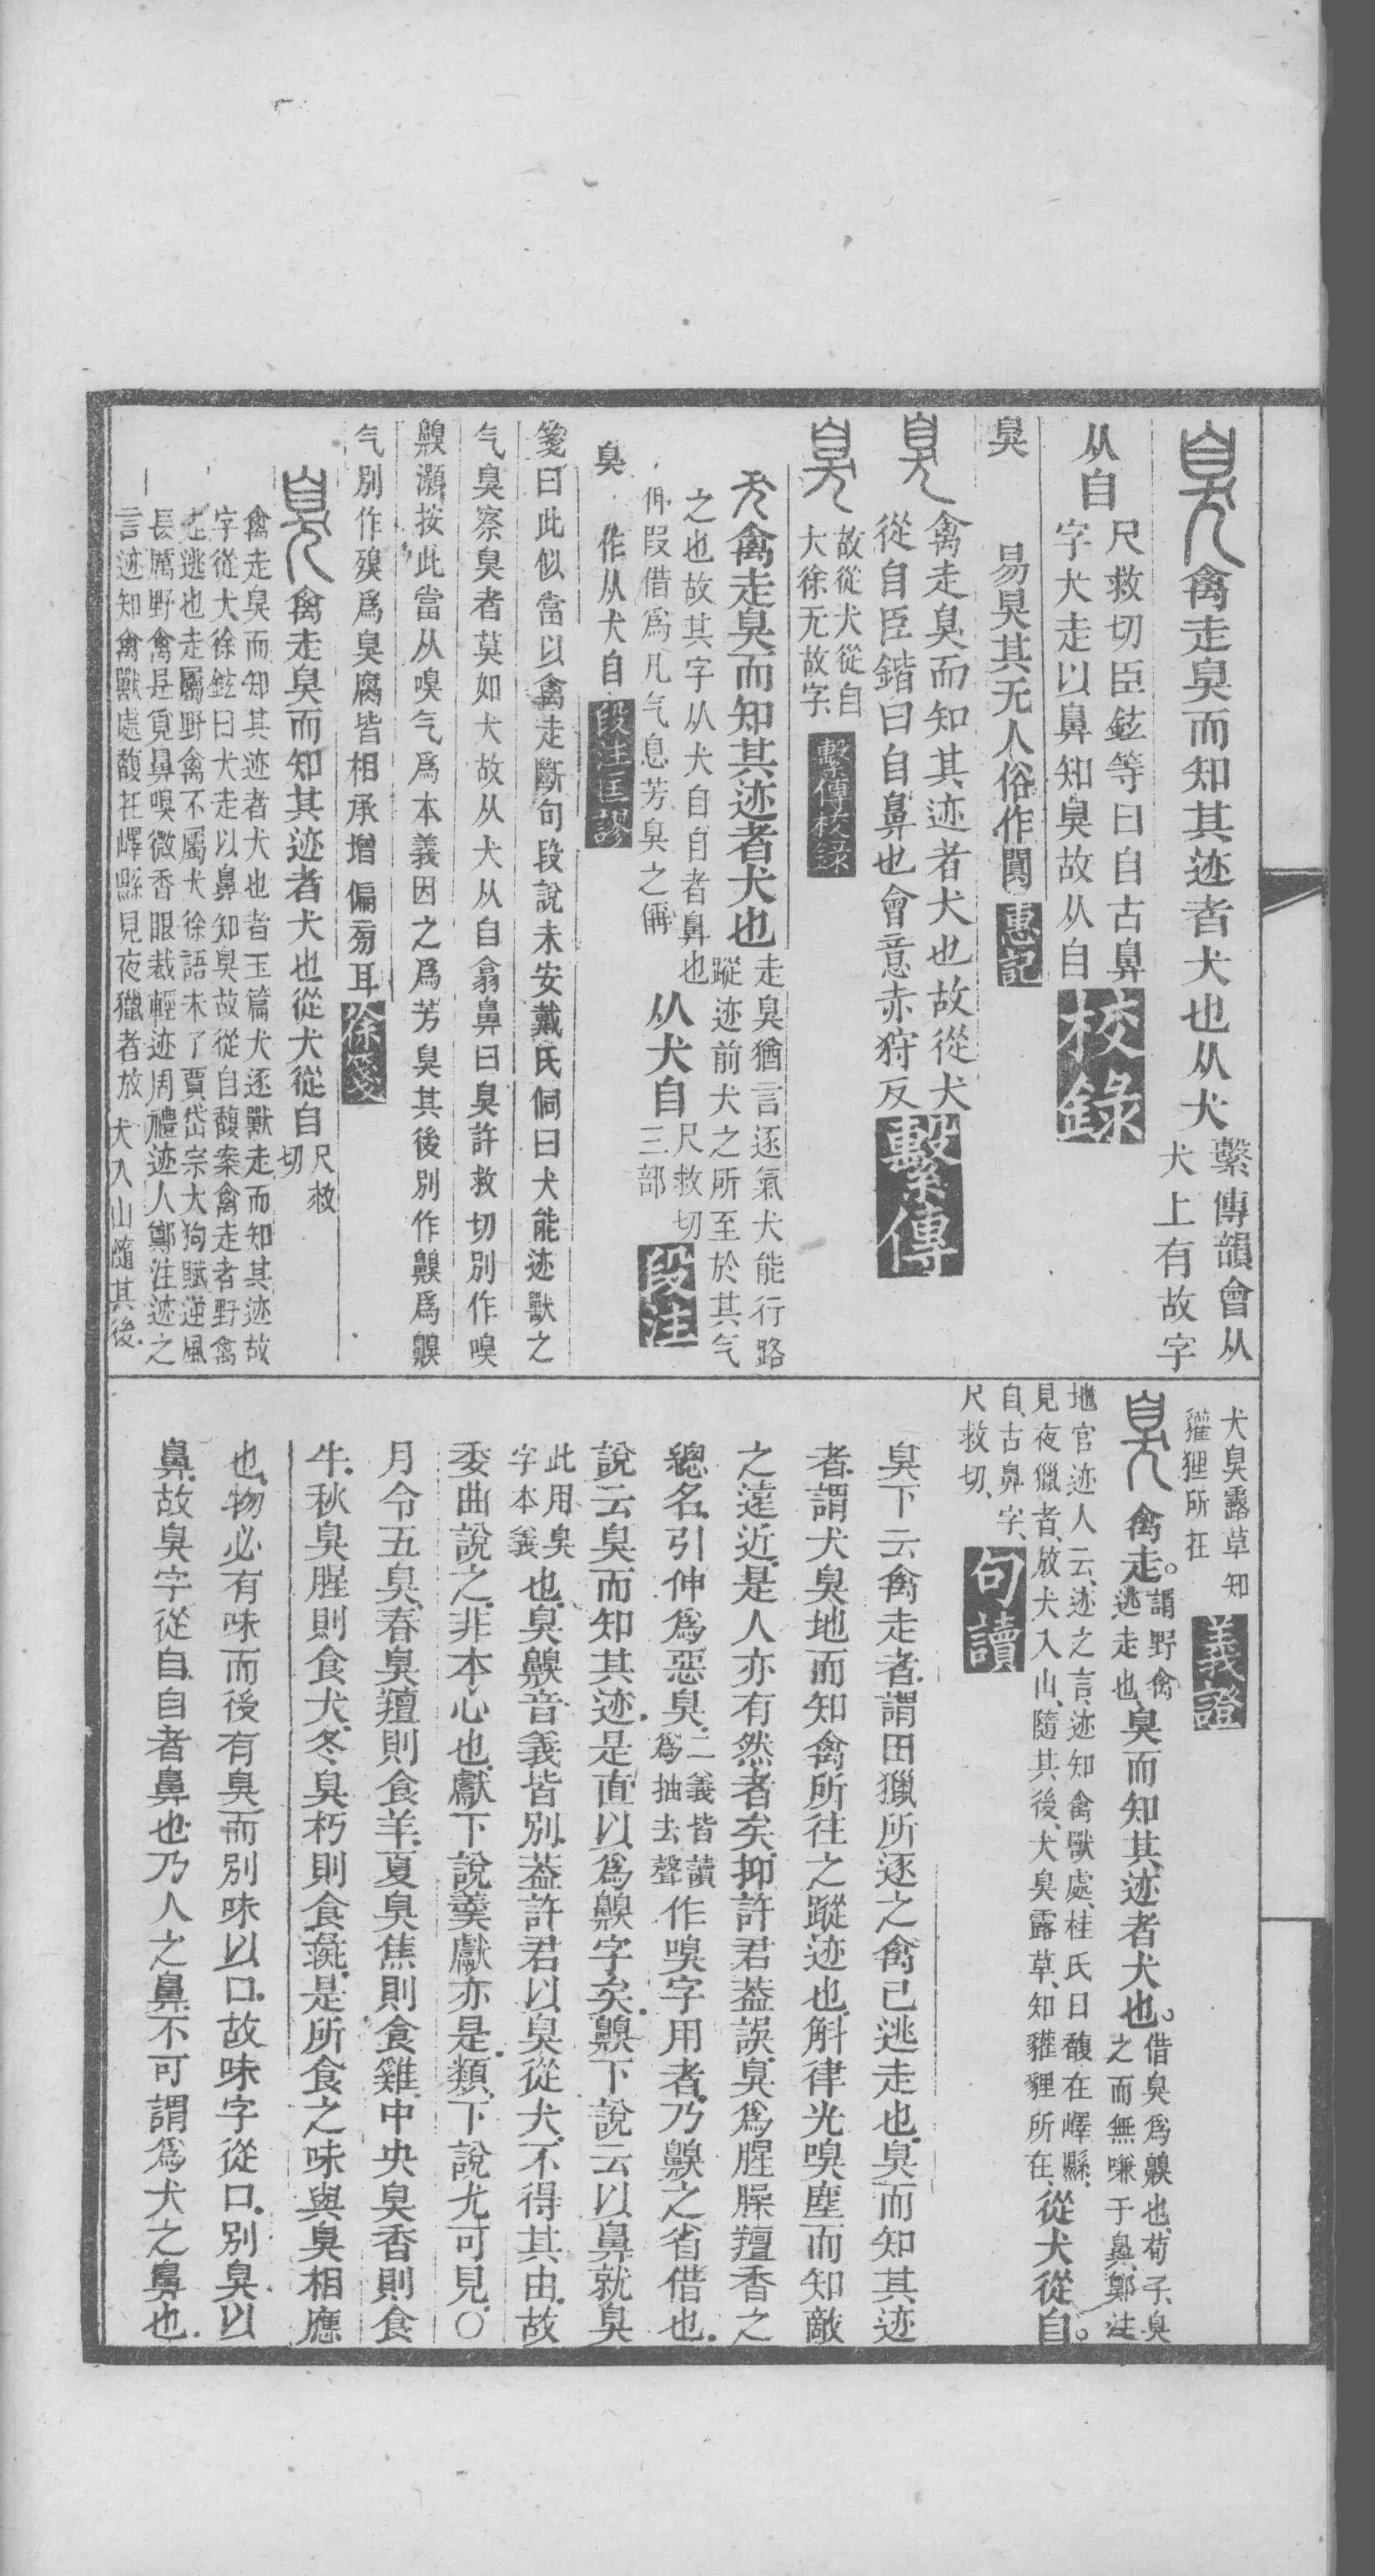 臭禽走臭而知其迹者犬也从犬
繫傳韻會从
犬上有故字
从自
尺救切臣鉉等曰自古鼻
字犬走以鼻知臭故从自
校錄
臭
易昊其无人俗作闃
惠記
臭
禽走臭而知其迹者犬也故從犬
從自臣鍇曰自鼻也會意赤狩反
繫傳
臭
故從犬從自
大徐无故字
繫傳校錄
禽走臭而知其迹者犬也
走臭猶言逐氣犬能行路
蹤迹前犬之所至於其气
之也故其字从犬自自者鼻也
引伸叚借爲凡气息芳臭之偁
从犬自
尺救切
三部
段注
臭
作从犬自
段注匡謬
箋曰此似當以禽走斷句段說未安戴氏侗曰犬能迹獸之
气臭察臭者莫如犬故从犬从自翕鼻曰臭許救切別作嗅
齅灝按此當从嗅气爲本義因之爲芳臭其後別作齅爲齅
气別作殠爲臭腐皆相承增偏旁耳
徐箋
臭禽走臭而知其迹者犬也從犬從自
尺救
切
禽走臭而知其迹者犬也者玉篇犬逐獸走而知其迹故
字從犬徐鉉曰犬走以鼻知臭故從自馥案禽走者野禽
在逃也走屬野禽不屬犬徐語未了賈岱宗大狗賦逆風
長厲野禽是覓鼻嗅微香眼裁輕迹周禮迹人鄭注迹之
言迹知禽獸處馥在嶧縣見夜獵者放犬入山隨其後
犬臭露草知
貛狸所在
義證
臭
禽走。
謂野禽
逃走也
臭而知其迹者犬也。
借臭爲齅也、荀子、臭
之而無嗛于鼻、鄭注
地官迹人云、迹之言、迹知禽獸處、桂氏曰馥在嶧縣、
見夜獵者、放犬入山、隨其後、犬臭露草、知貛貍所在、
從犬從自。
自、古鼻字、
尺救切、
句讀
臭下云禽走者、謂田獵所逐之禽已逃走也、臭而知其迹
者、謂犬臭地而知禽所往之蹤迹也、斛律光嗅塵而知敵
之遠近、是人亦有然者矣、抑許君葢誤臭爲腥臊羶香之
總名、引伸爲惡臭、
二義皆讀
爲抽去聲
作嗅字用者、乃齅之省借也、
說云臭而知其迹、是直以爲齅字矣、齅下說云以鼻就臭
此用臭
字本義
也、臭齅音義皆別、葢許君以臭從犬、不得其由、故
委曲說之、非本心也、獻下說羹獻亦是、類下說尤可見、〇
月令五臭、春臭羶則食羊、夏臭焦則食雞、中央臭香則食
牛、秋臭腥則食犬、冬臭朽則食彘、是所食之味與臭相應
也、物必有味而後有臭、而別味以口、故味字從口、別臭以
鼻、故臭字從自、自者鼻也、乃人之鼻、不可謂爲犬之鼻也、